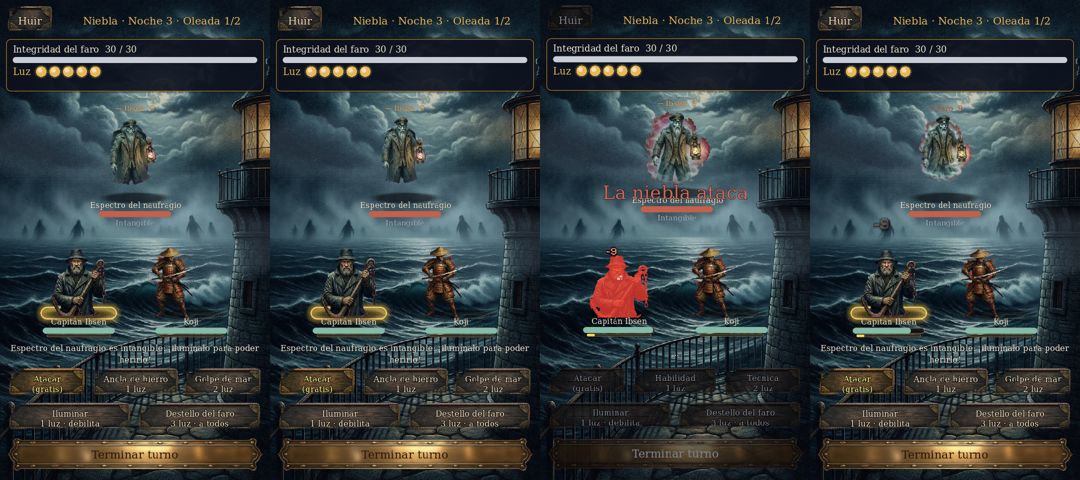 Huir
Niebla · Noche 3 · Oleada 1/2
Integridad del faro 30 / 30
Luz
Espectro del naufragio
Intangible
Capitán Ibsen
Koji
Espectro del naufragio es intangible: ilumínalo para poder
herirlo
Atacar
(gratis)
Ancla de hierro
1 luz
Golpe de mar
2 luz
Iluminar
1 luz · debilita
Destello del faro
3 luz · a todos
Terminar turno
Huir
Niebla · Noche 3 · Oleada 1/2
Integridad del faro 30 / 30
Luz
Espectro del naufragio
Intangible
Capitán Ibsen
Koji
Espectro del naufragio es intangible: ilumínalo para poder
herirlo
Atacar
(gratis)
Ancla de hierro
1 luz
Golpe de mar
2 luz
Iluminar
1 luz · debilita
Destello del faro
3 luz · a todos
Terminar turno
Huir
Niebla · Noche 3 · Oleada 1/2
Integridad del faro 30 / 30
Luz
La niebla ataca
Espectro del naufragio
Intangible
-9
Capitán Ibsen
Koji
Atacar
(gratis)
Habilidad
1 luz
Técnica
2 luz
Iluminar
1 luz · debilita
Destello del faro
3 luz · a todos
Terminar turno
Huir
Niebla · Noche 3 · Oleada 1/2
Integridad del faro 30 / 30
Luz
Espectro del naufragio
Intangible
-9
Capitán Ibsen
Koji
Espectro del naufragio es intangible: ilumínalo para poder
herirlo
Atacar
(gratis)
Ancla de hierro
1 luz
Golpe de mar
2 luz
Iluminar
1 luz · debilita
Destello del faro
3 luz · a todos
Terminar turno